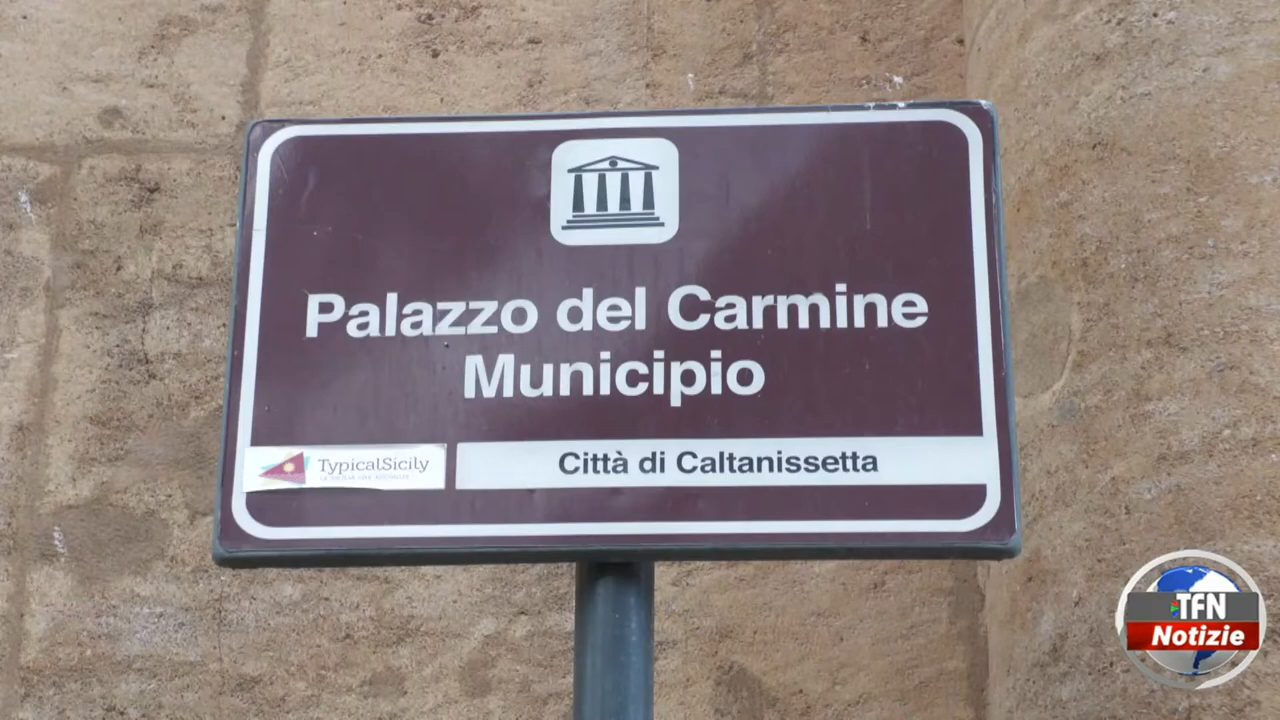 Palazzo del Carmine
Municipio
TypicalSicily
Città di Caltanissetta
TFN
Notizie